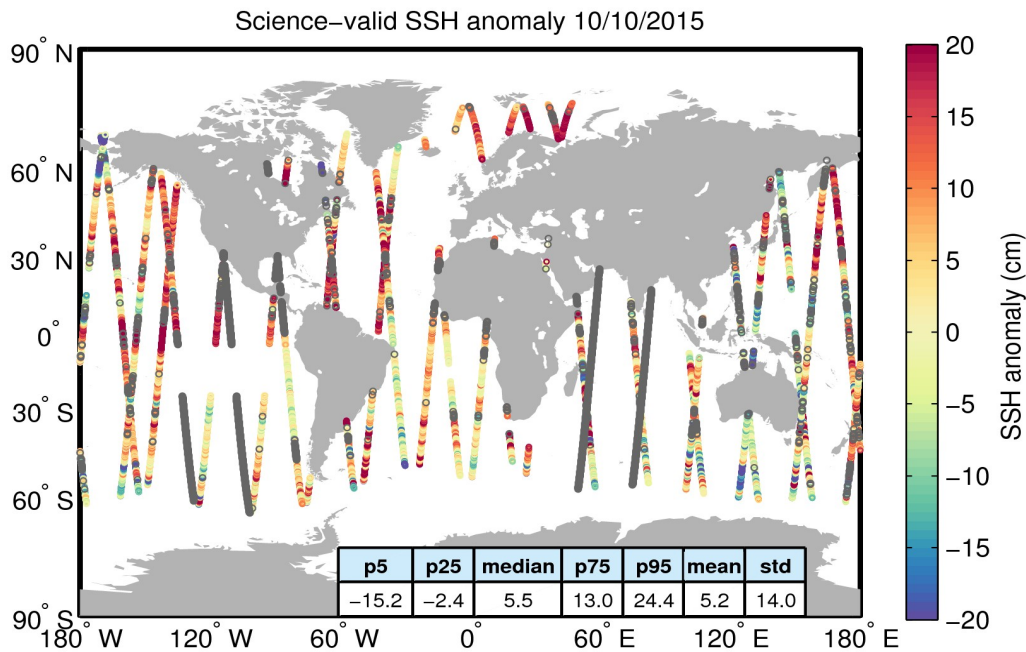 Science−valid SSH anomaly 10/10/2015
90° N
60° N
30° N
0°
30° S
60° S
90° S
180° W
120° W
60° W
0°
60° E
120° E
180° E
p5 p25 median p75 p95 mean std
−15.2 −2.4 5.5 13.0 24.4 5.2 14.0
20
15
10
5
0
−5
−10
−15
−20
SSH anomaly (cm)